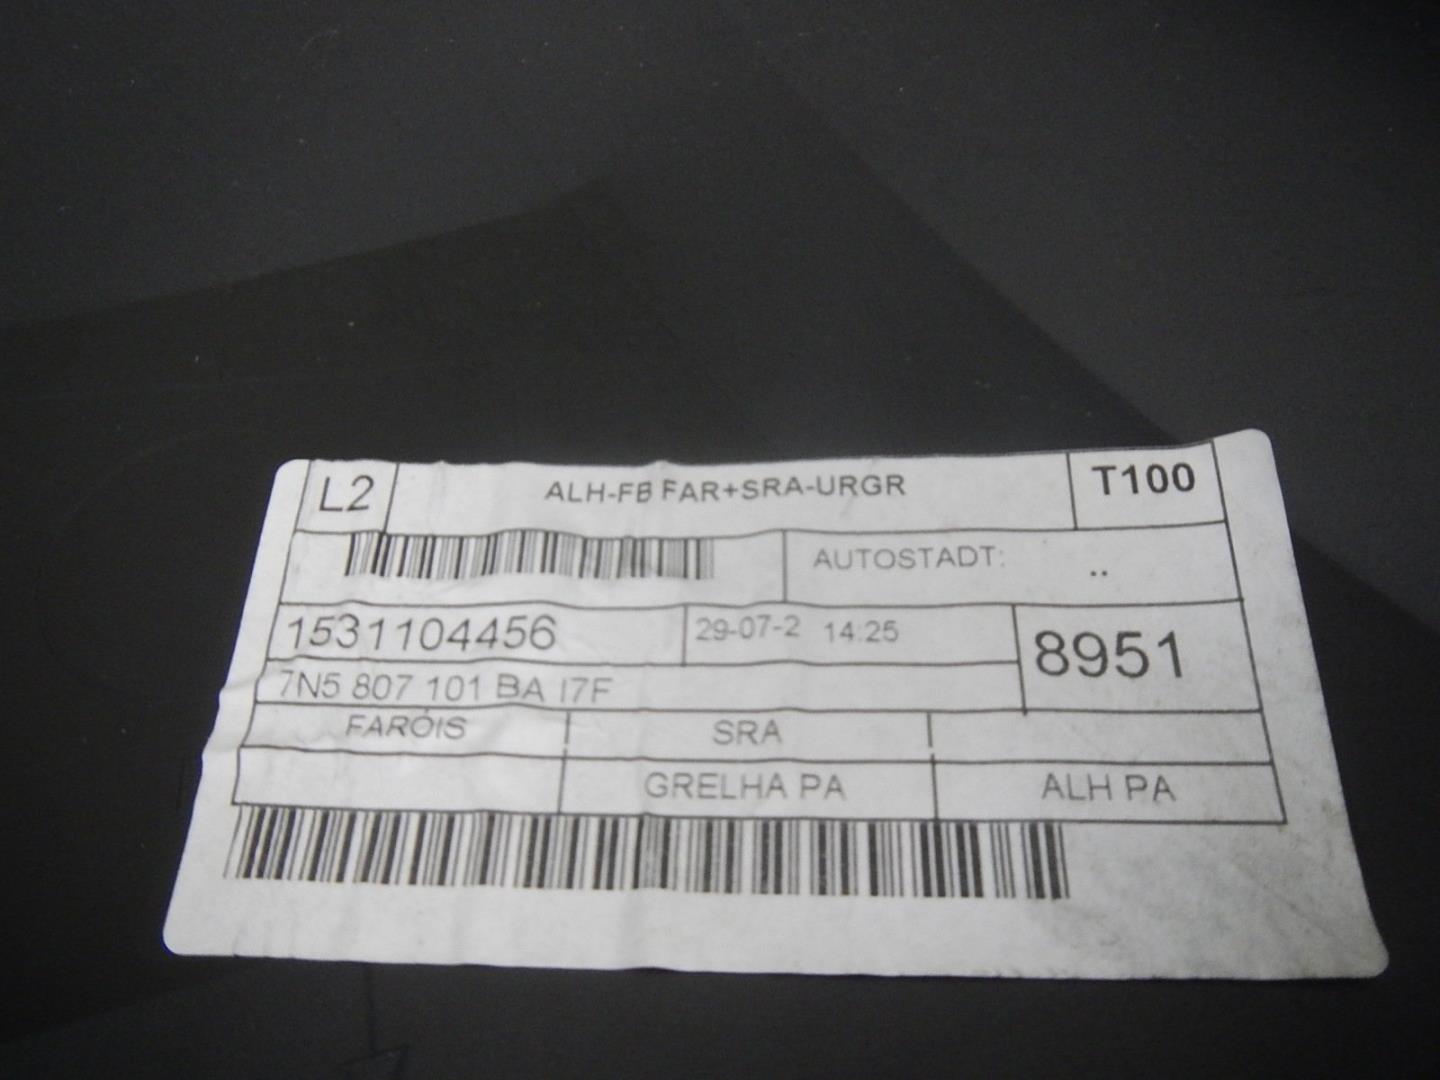 L2 ALH-FB FAR+SRA-URGR T100
AUTOSTADT: ..
1531104456 29-07-2 14:25 8951
7N5 807 101 BA I7F
FARÓIS SRA
GRELHA PA ALH PA